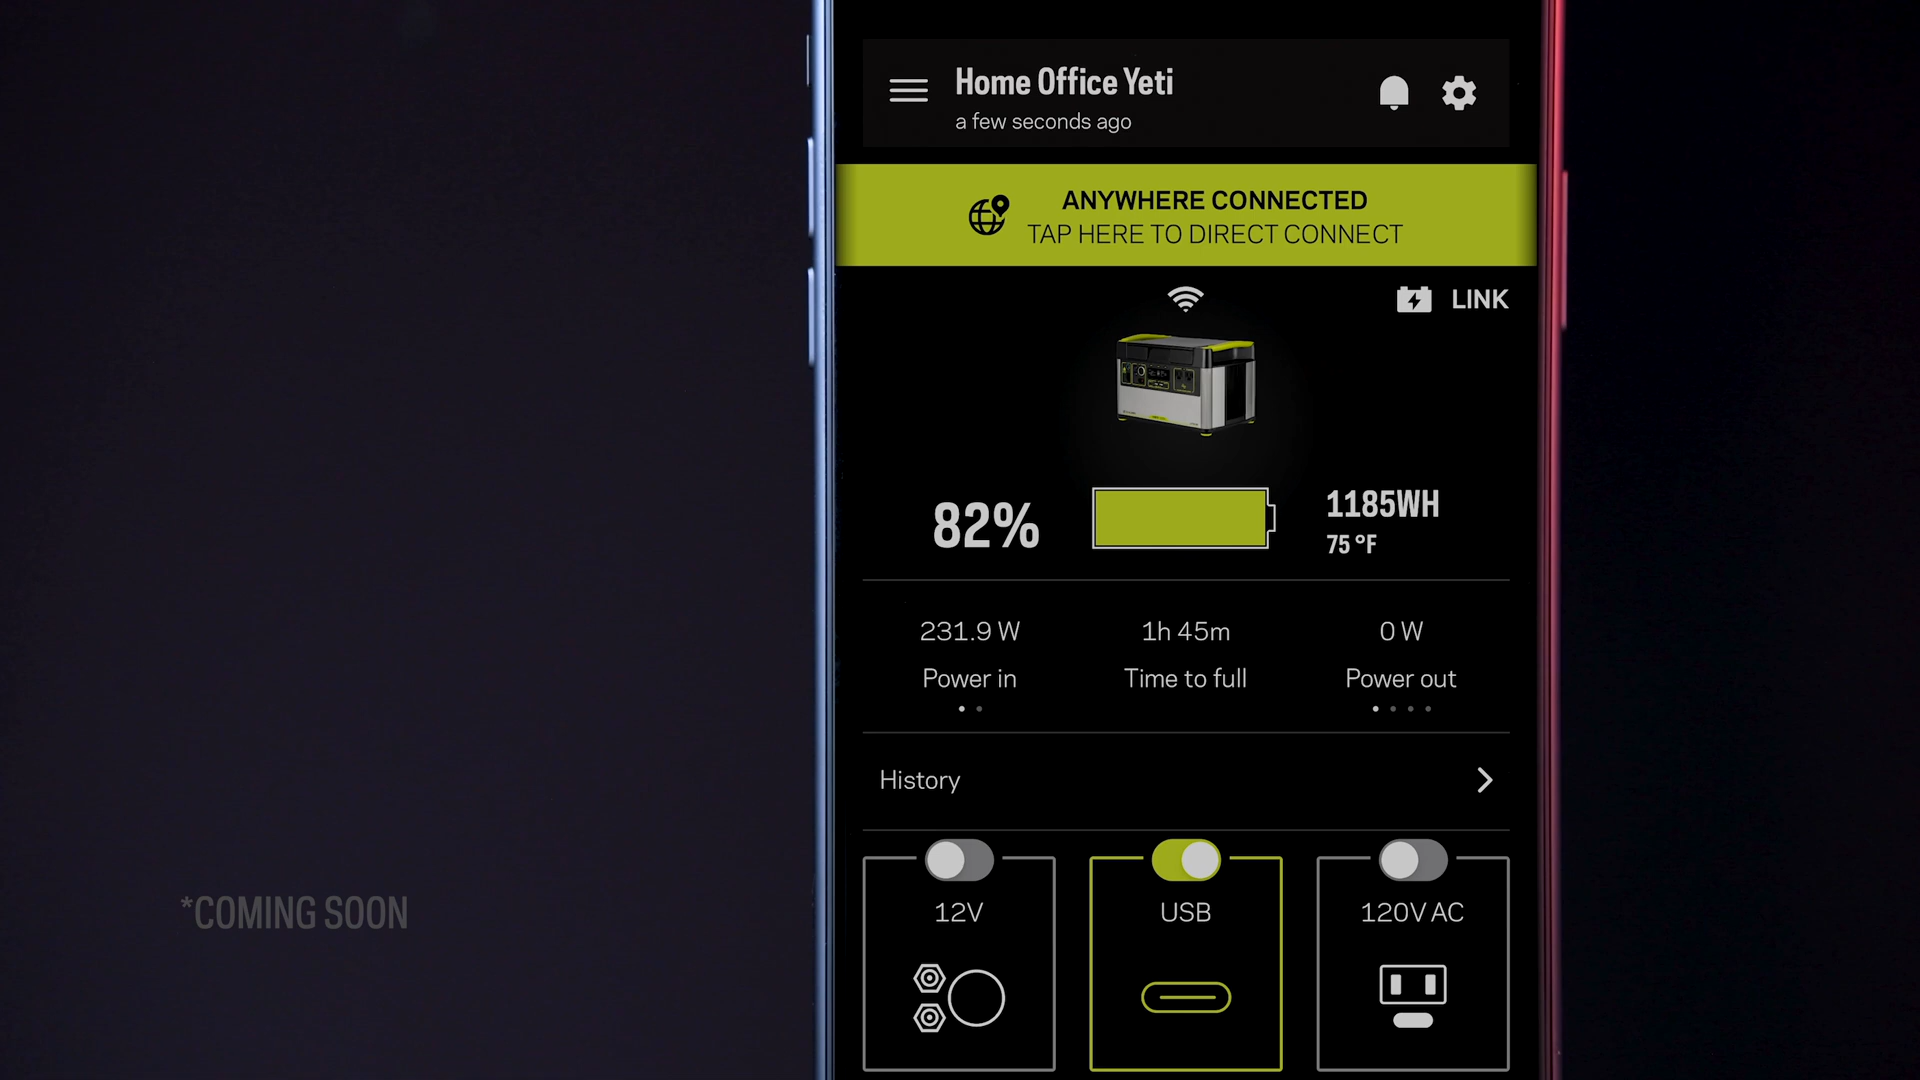 Home Office Yeti
a few seconds ago
ANYWHERE CONNECTED
TAP HERE TO DIRECT CONNECT
LINK
82%
1185WH
75 °F
231.9 W
1h 45m
0 W
Power in
Time to full
Power out
History
12V
USB
120V AC
*COMING SOON